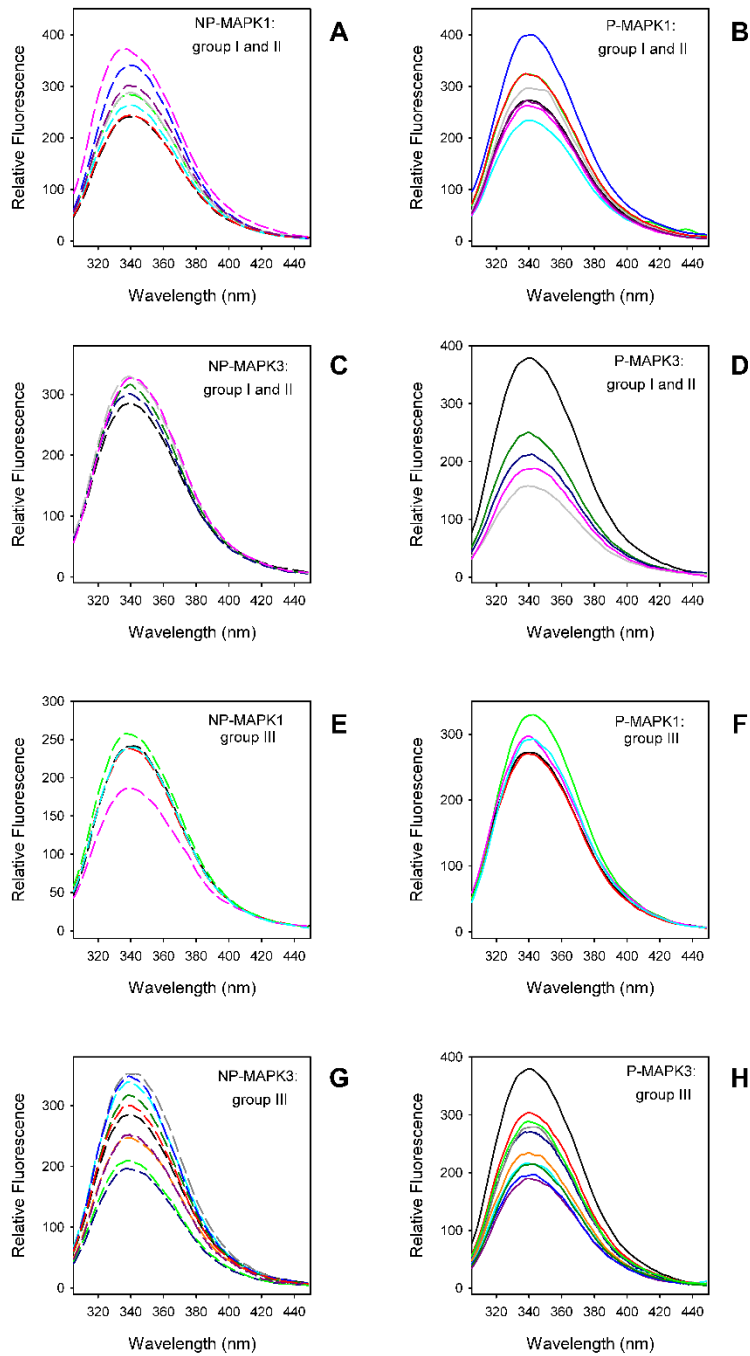 NP-MAPK1:
group I and II
A
Relative Fluorescence
400
300
200
100
0
320 340 360 380 400 420 440
Wavelength (nm)
P-MAPK1:
group I and II
B
Relative Fluorescence
400
300
200
100
0
320 340 360 380 400 420 440
Wavelength (nm)
NP-MAPK3:
group I and II
C
Relative Fluorescence
300
200
100
0
320 340 360 380 400 420 440
Wavelength (nm)
P-MAPK3:
group I and II
D
Relative Fluorescence
400
300
200
100
0
320 340 360 380 400 420 440
Wavelength (nm)
NP-MAPK1
group III
E
Relative Fluorescence
300
250
200
150
100
50
0
320 340 360 380 400 420 440
Wavelength (nm)
P-MAPK1:
group III
F
Relative Fluorescence
300
200
100
0
320 340 360 380 400 420 440
Wavelength (nm)
NP-MAPK3:
group III
G
Relative Fluorescence
300
200
100
0
320 340 360 380 400 420 440
Wavelength (nm)
P-MAPK3:
group III
H
Relative Fluorescence
400
300
200
100
0
320 340 360 380 400 420 440
Wavelength (nm)